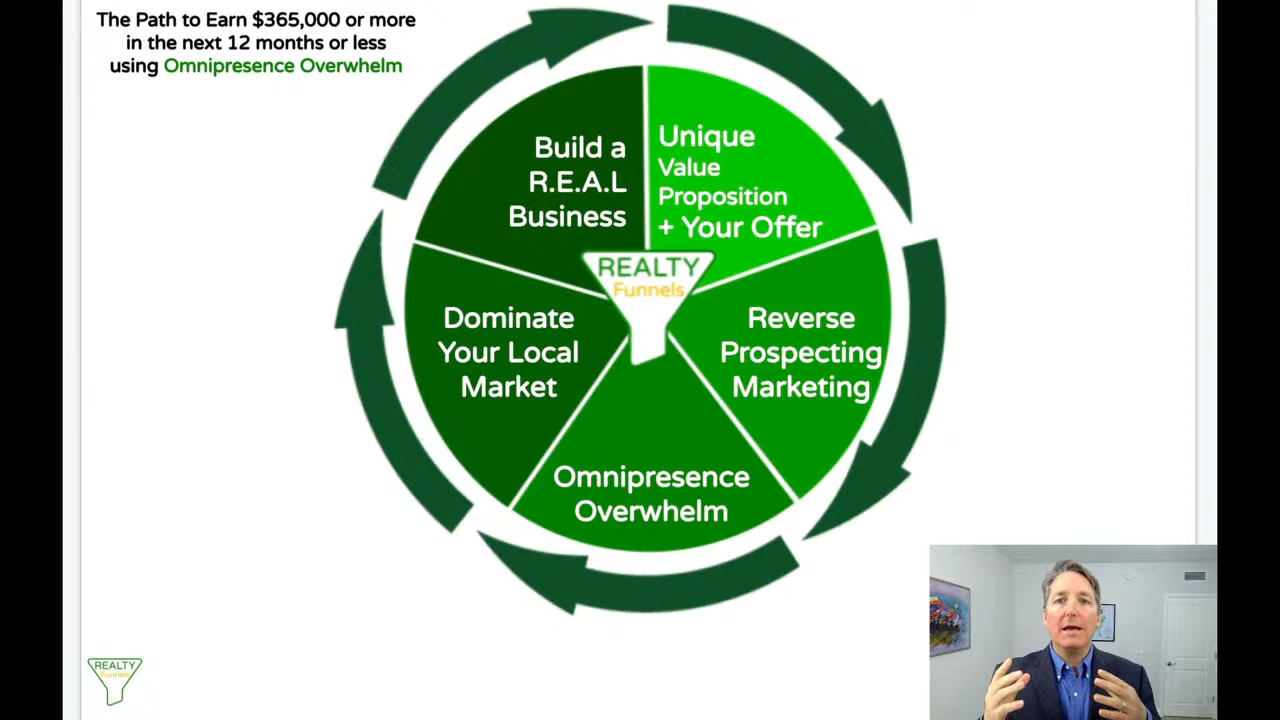 The Path to Earn $365,000 or more
in the next 12 months or less
using Omnipresence Overwhelm
Build a
R.E.A.L
Business
Unique
Value
Proposition
+ Your Offer
REALTY
Funnels
Dominate
Your Local
Market
Reverse
Prospecting
Marketing
Omnipresence
Overwhelm
REALTY
Funnels